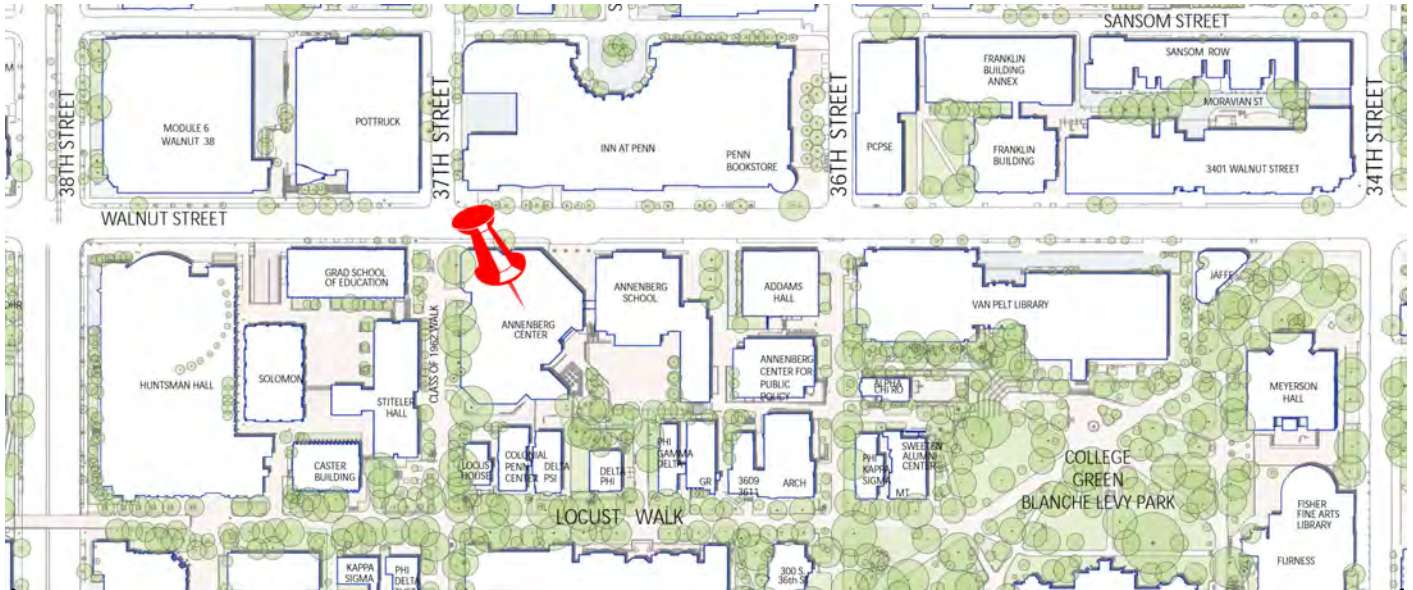 SANSOM STREET
38TH STREET
MODULE 6
WALNUT 38
POTTRUCK
37TH STREET
INN AT PENN
PENN
BOOKSTORE
36TH STREET
PCPSE
FRANKLIN
BUILDING
ANNEX
FRANKLIN
BUILDING
SANSOM ROW
MORAVIAN ST
3401 WALNUT STREET
34TH STREET
WALNUT STREET
HUNTSMAN HALL
GRAD SCHOOL
OF EDUCATION
SOLOMON
STITELER
HALL
CASTER
BUILDING
CLASS OF 1962 WALK
ANNENBERG
CENTER
ANNENBERG
SCHOOL
ADDAMS
HALL
ANNENBERG
CENTER FOR
PUBLIC
POLICY
VAN PELT LIBRARY
JAFFE
MEYERSON
HALL
ALPHA
CHI RO
LOCUST
HOUSE
COLONIAL
PENN
CENTER
DELTA
PSI
DELTA
PHI
PHI
GAMMA
DELTA
GR
3609
3611
ARCH
PHI
KAPPA
SIGMA
SWEETEN
ALUMNI
CENTER
MT.
COLLEGE
GREEN
BLANCHE LEVY PARK
LOCUST WALK
FISHER
FINE ARTS
LIBRARY
FURNESS
KAPPA
SIGMA
PHI
DELTA
300 S.
36th S